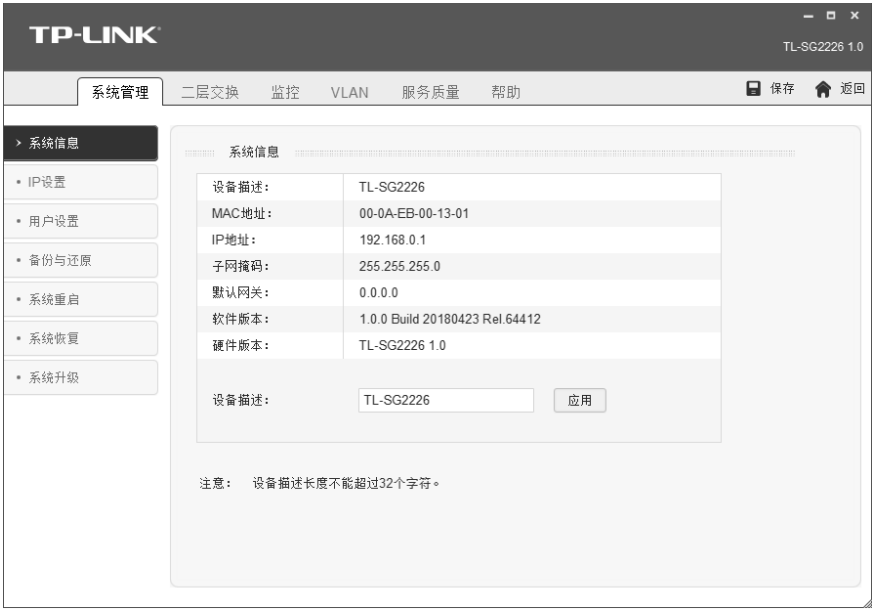 TP-LINK
TL-SG2226 1.0
系统管理 二层交换 监控 VLAN 服务质量 帮助 保存 返回
系统信息
IP设置
用户设置
备份与还原
系统重启
系统恢复
系统升级
系统信息
设备描述： TL-SG2226
MAC地址： 00-0A-EB-00-13-01
IP地址： 192.168.0.1
子网掩码： 255.255.255.0
默认网关： 0.0.0.0
软件版本： 1.0.0 Build 20180423 Rel.64412
硬件版本： TL-SG2226 1.0
设备描述： TL-SG2226 应用
注意： 设备描述长度不能超过32个字符。